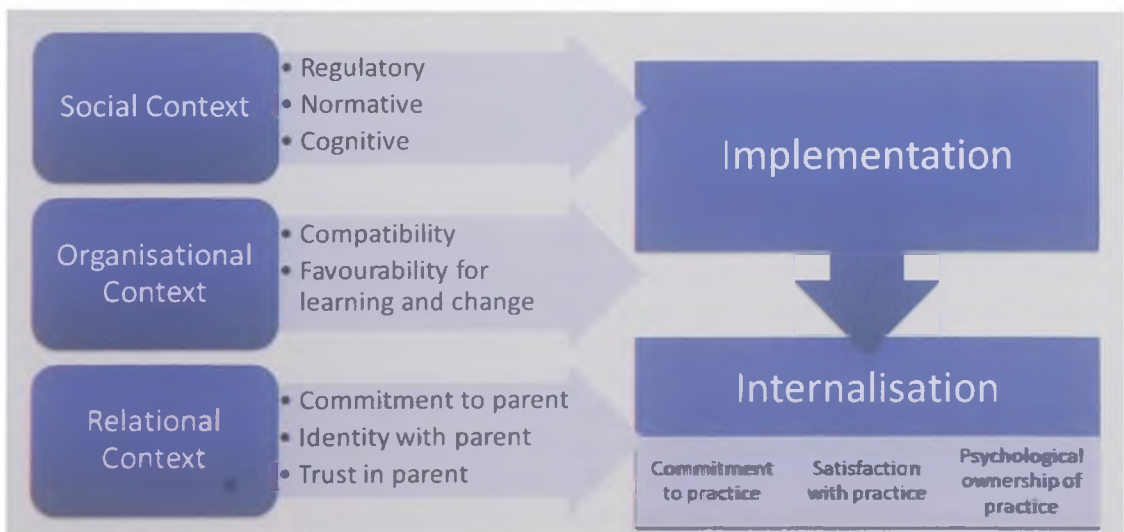 Social Context
• Regulatory
• Normative
• Cognitive
Organisational
Context
• Compatibility
• Favourability for
learning and change
Relational
Context
• Commitment to parent
• Identity with parent
• Trust in parent
Implementation
Internalisation
Commitment
to practice
Satisfaction
with practice
Psychological
ownership of
practice